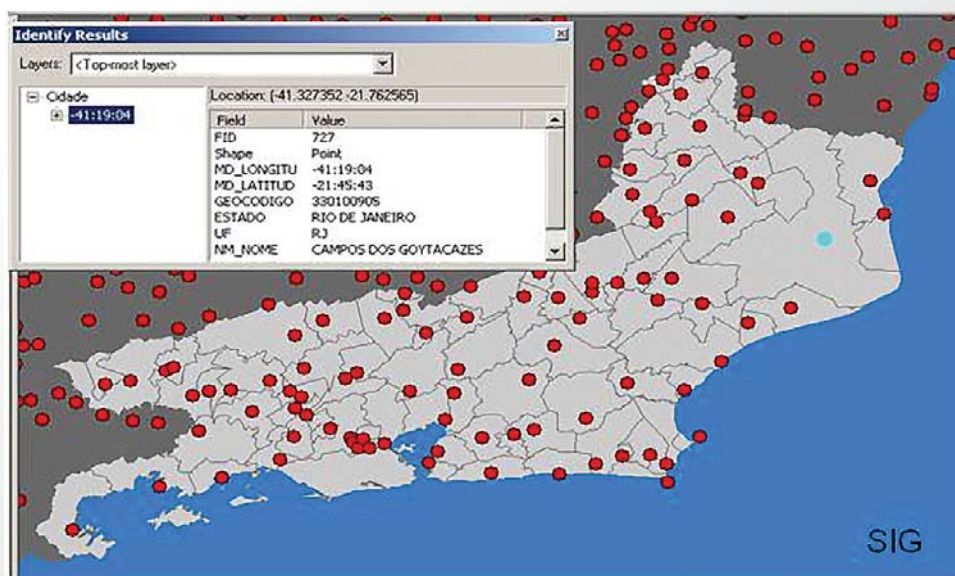 Identify Results
Layers: <Top-most layer>
Cidade
-41:19:04
Location: (-41.327352 -21.762565)
Field Value
FID 727
Shape Point
MD_LONGITU -41:19:04
MD_LATITUD -21:45:43
GEOCODIGO 330100905
ESTADO RIO DE JANEIRO
UF RJ
NM_NOME CAMPOS DOS GOYTACAZES
SIG